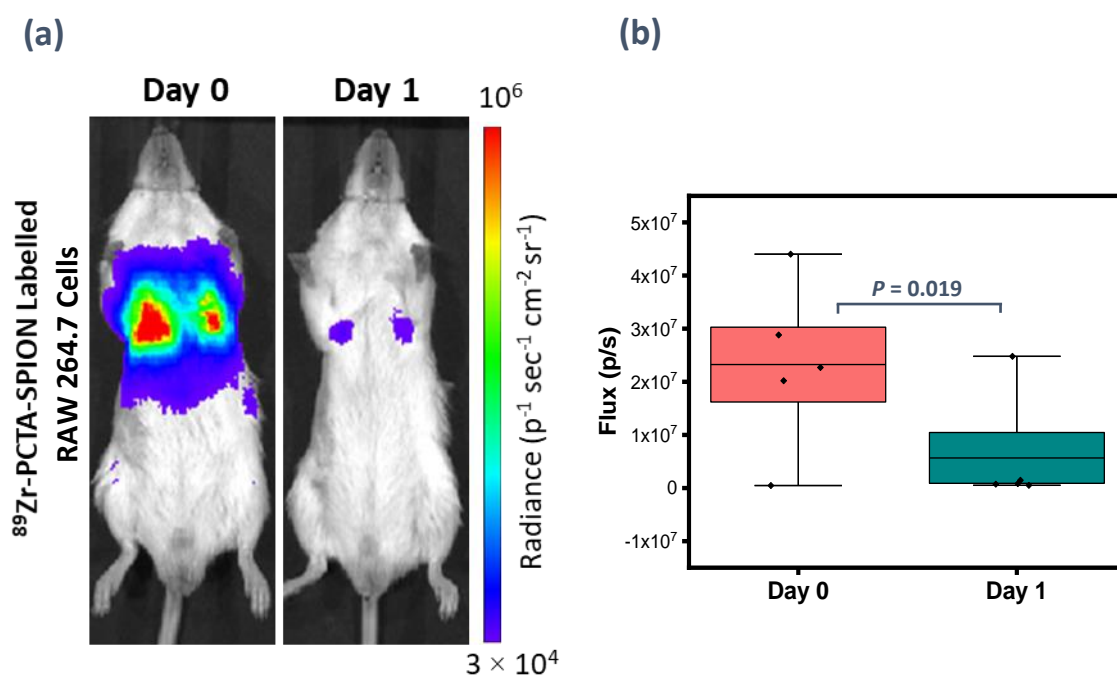 (a)
Day 0
Day 1
⁸⁹Zr-PCTA-SPION Labelled
RAW 264.7 Cells
10⁶
Radiance (p⁻¹ sec⁻¹ cm⁻² sr⁻¹)
3 × 10⁴
(b)
Flux (p/s)
5x10⁷
4x10⁷
3x10⁷
2x10⁷
1x10⁷
0
-1x10⁷
P = 0.019
Day 0
Day 1